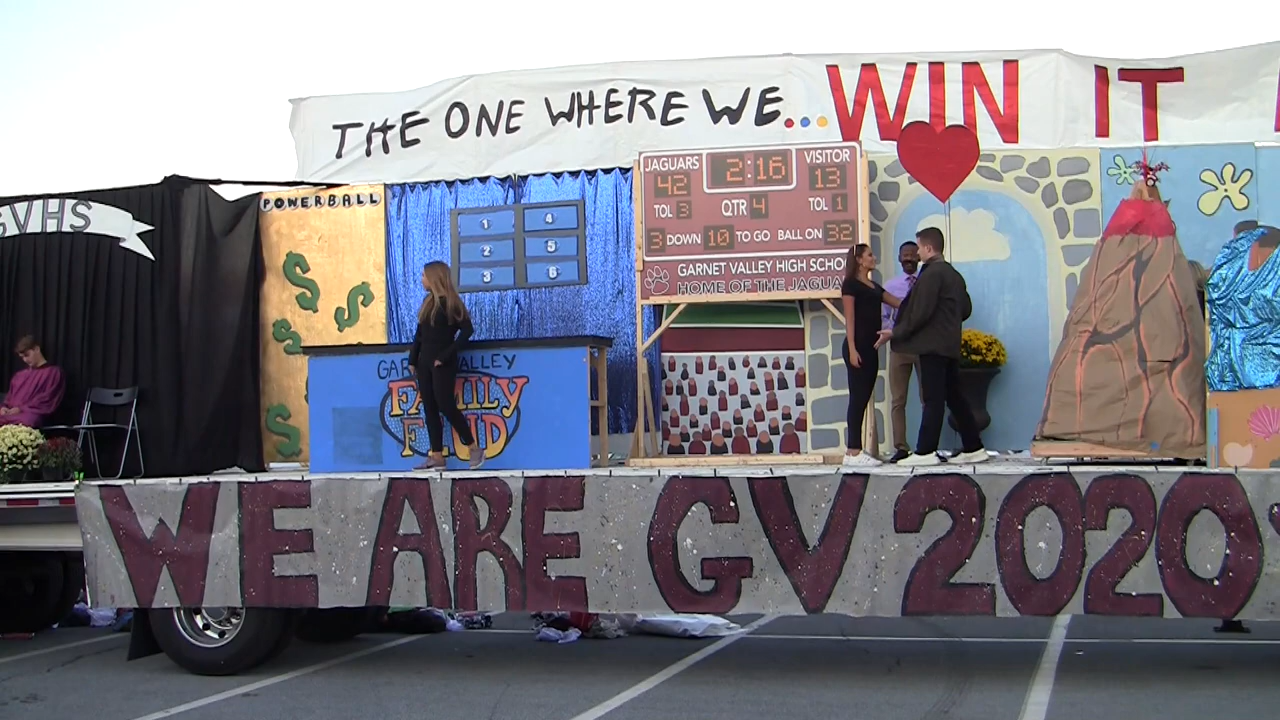 THE ONE WHERE WE... WIN IT
GVHS
POWERBALL
1 4
2 5
3 6
JAGUARS 2:16 VISITOR
42 13
TOL 3 QTR 4 TOL 1
3 DOWN 10 TO GO BALL ON 32
GARNET VALLEY HIGH SCHO
HOME OF THE JAGUA
GAR VALLEY
FAMILY
FEUD
WE ARE GV 2020